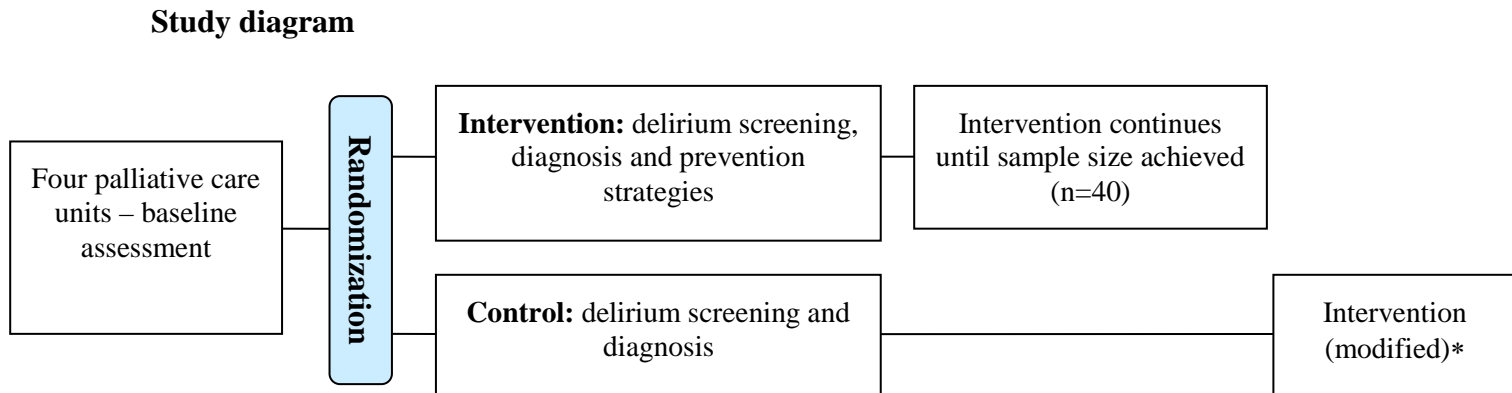 Study diagram
Four palliative care
units – baseline
assessment
Randomization
Intervention: delirium screening,
diagnosis and prevention
strategies
Intervention continues
until sample size achieved
(n=40)
Control: delirium screening and
diagnosis
Intervention
(modified)*